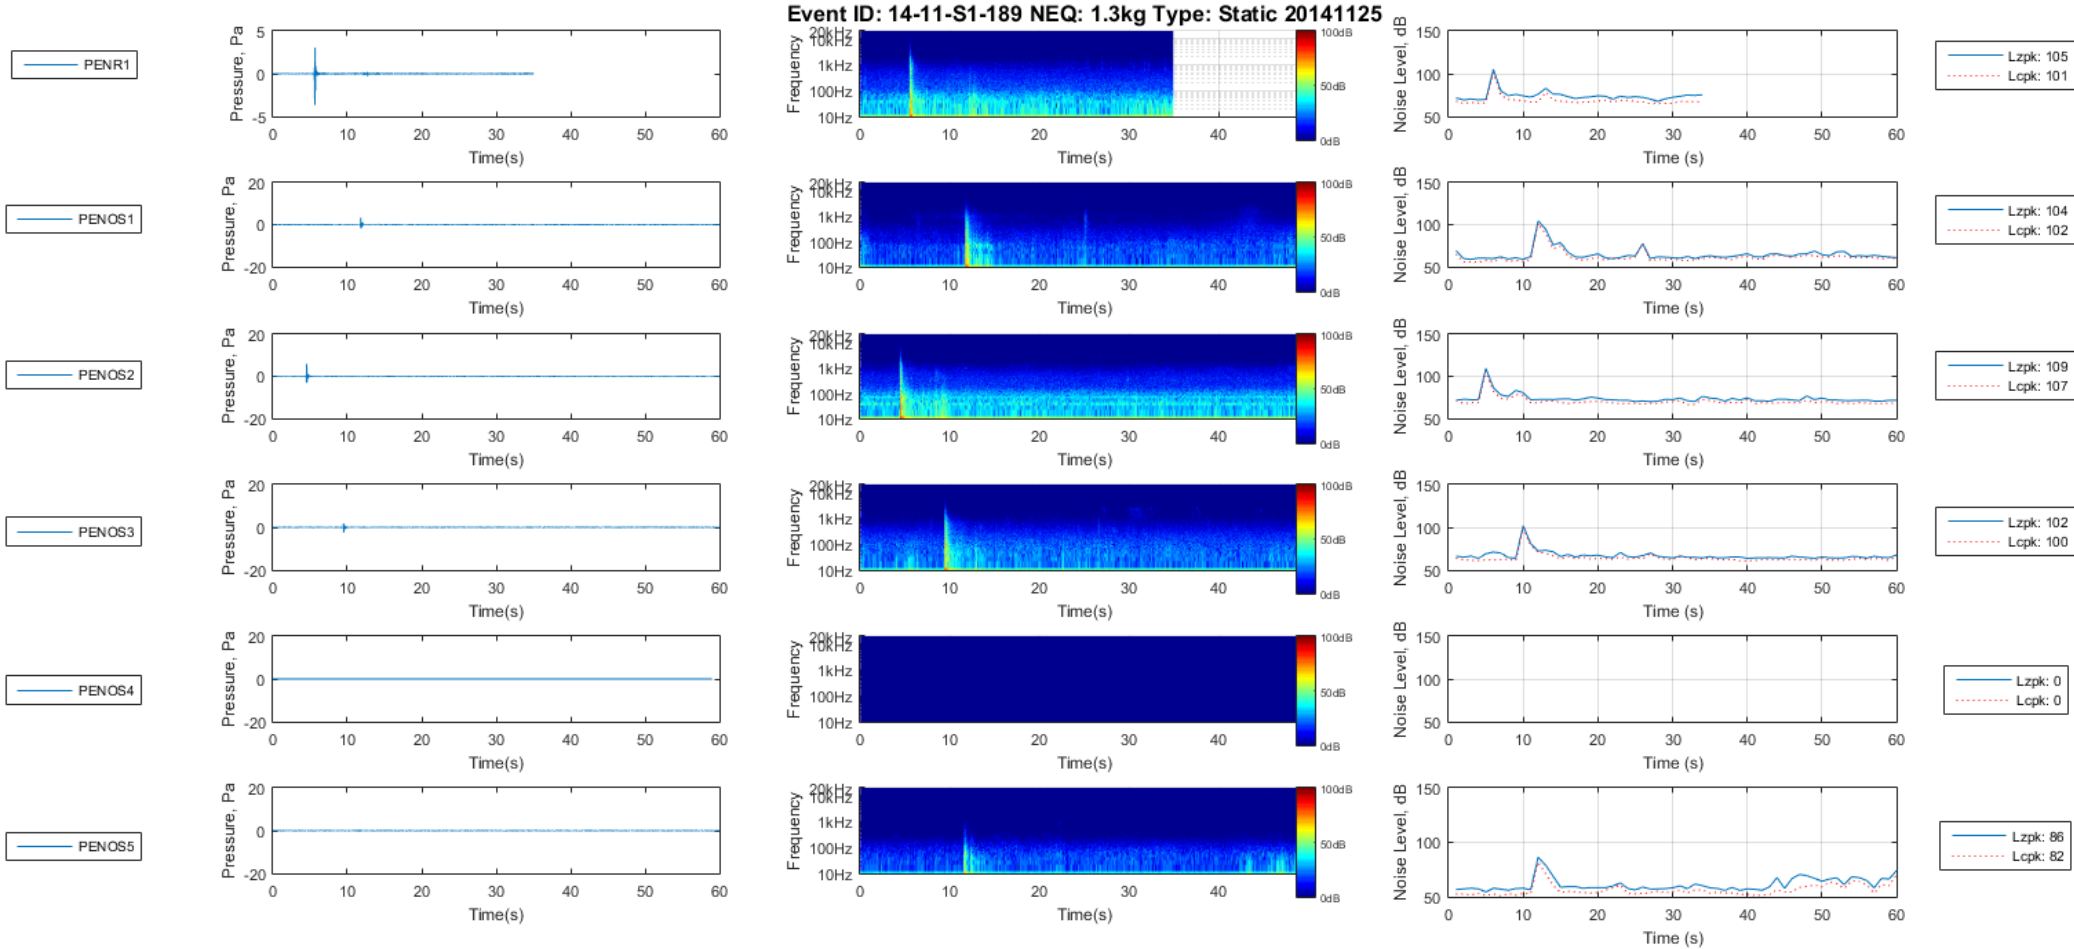 Event ID: 14-11-S1-189 NEQ: 1.3kg Type: Static 20141125
PENR1
Pressure, Pa
5
0
-5
0 10 20 30 40 50 60
Time(s)
Frequency
20kHz
10kHz
1kHz
100Hz
10Hz
0 10 20 30 40
Time(s)
100dB
50dB
0dB
Noise Level, dB
150
100
50
0 10 20 30 40 50 60
Time (s)
Lzpk: 105
Lcpk: 101
PENOS1
Pressure, Pa
20
0
-20
0 10 20 30 40 50 60
Time(s)
Frequency
20kHz
10kHz
1kHz
100Hz
10Hz
0 10 20 30 40
Time(s)
100dB
50dB
0dB
Noise Level, dB
150
100
50
0 10 20 30 40 50 60
Time (s)
Lzpk: 104
Lcpk: 102
PENOS2
Pressure, Pa
20
0
-20
0 10 20 30 40 50 60
Time(s)
Frequency
20kHz
10kHz
1kHz
100Hz
10Hz
0 10 20 30 40
Time(s)
100dB
50dB
0dB
Noise Level, dB
150
100
50
0 10 20 30 40 50 60
Time (s)
Lzpk: 109
Lcpk: 107
PENOS3
Pressure, Pa
20
0
-20
0 10 20 30 40 50 60
Time(s)
Frequency
20kHz
10kHz
1kHz
100Hz
10Hz
0 10 20 30 40
Time(s)
100dB
50dB
0dB
Noise Level, dB
150
100
50
0 10 20 30 40 50 60
Time (s)
Lzpk: 102
Lcpk: 100
PENOS4
Pressure, Pa
20
0
-20
0 10 20 30 40 50 60
Time(s)
Frequency
20kHz
10kHz
1kHz
100Hz
10Hz
0 10 20 30 40
Time(s)
100dB
50dB
0dB
Noise Level, dB
150
100
50
0 10 20 30 40 50 60
Time (s)
Lzpk: 0
Lcpk: 0
PENOS5
Pressure, Pa
20
0
-20
0 10 20 30 40 50 60
Time(s)
Frequency
20kHz
10kHz
1kHz
100Hz
10Hz
0 10 20 30 40
Time(s)
100dB
50dB
0dB
Noise Level, dB
150
100
50
0 10 20 30 40 50 60
Time (s)
Lzpk: 86
Lcpk: 82